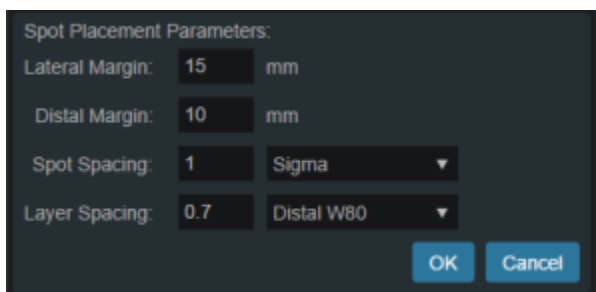 Spot Placement Parameters:
Lateral Margin: 15 mm
Distal Margin: 10 mm
Spot Spacing: 1 Sigma
Layer Spacing: 0.7 Distal W80
OK Cancel